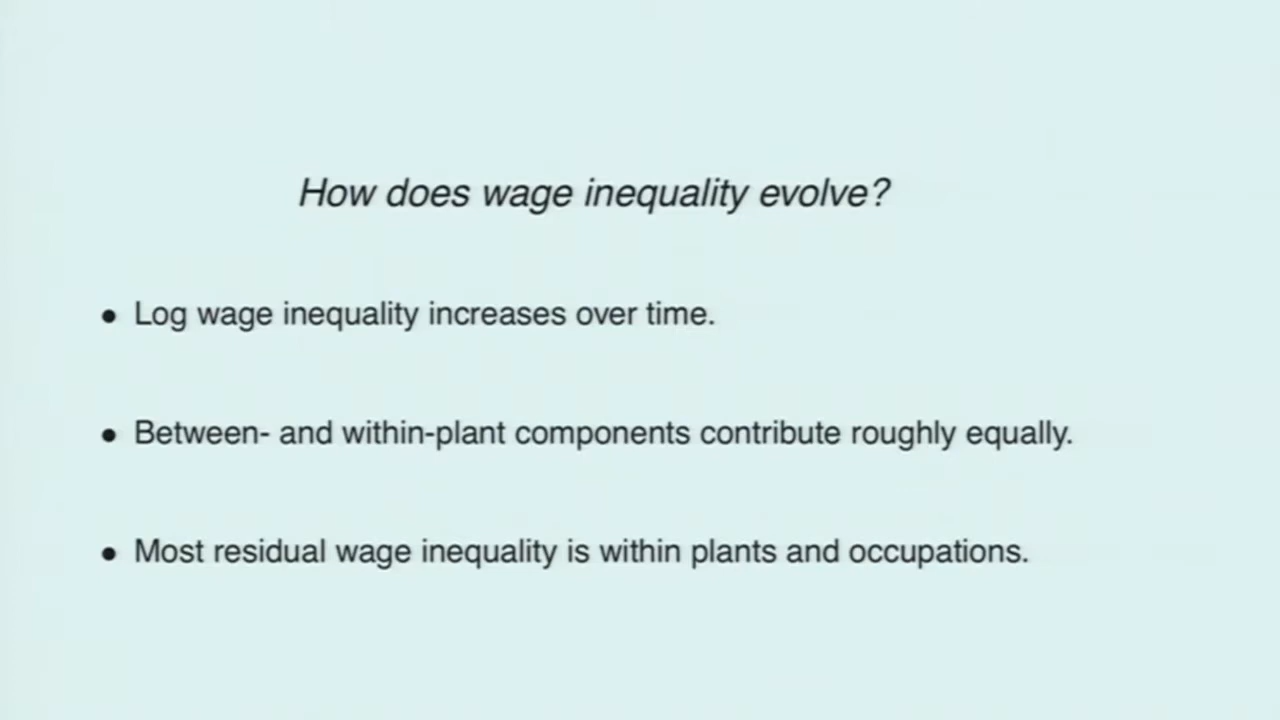 How does wage inequality evolve?
• Log wage inequality increases over time.
• Between- and within-plant components contribute roughly equally.
• Most residual wage inequality is within plants and occupations.